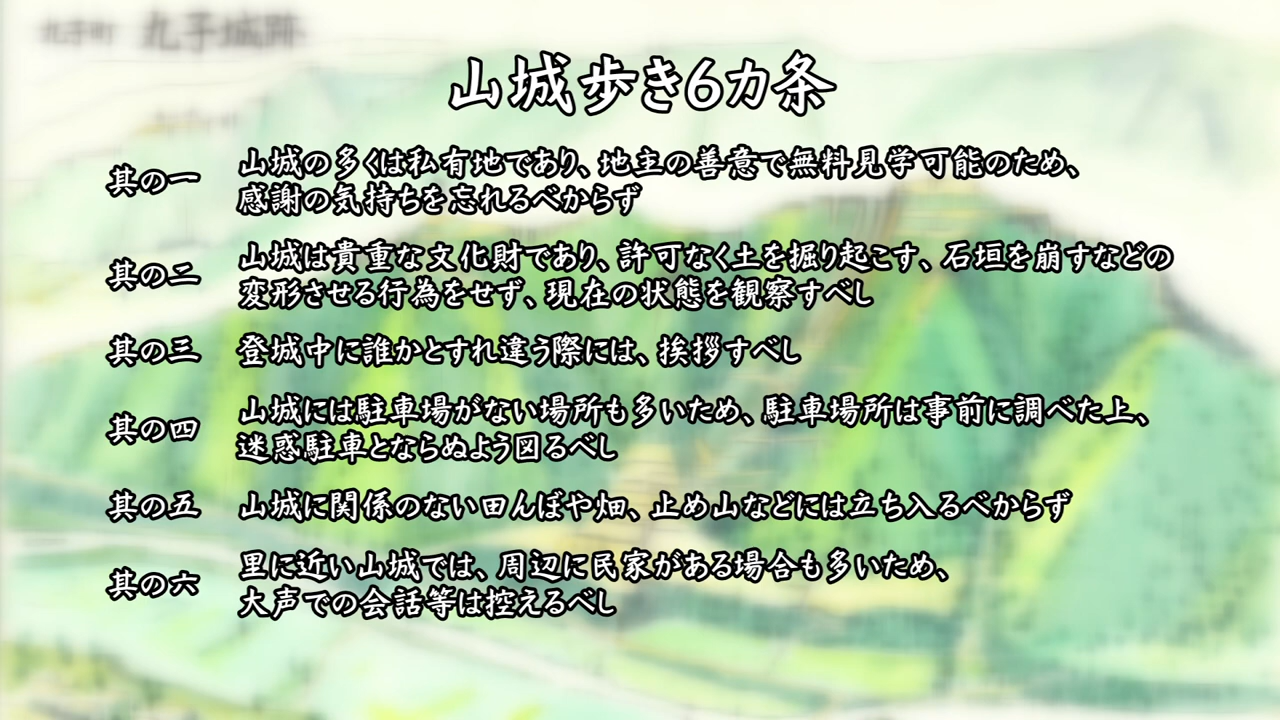 山城歩き6カ条
其の一
山城の多くは私有地であり、地主の善意で無料見学可能のため、
感謝の気持ちを忘れるべからず
其の二
山城は貴重な文化財であり、許可なく土を掘り起こす、石垣を崩すなどの
変形させる行為をせず、現在の状態を観察すべし
其の三
登城中に誰かとすれ違う際には、挨拶すべし
其の四
山城には駐車場がない場所も多いため、駐車場所は事前に調べた上、
迷惑駐車とならぬよう図るべし
其の五
山城に関係のない田んぼや畑、止め山などには立ち入るべからず
其の六
里に近い山城では、周辺に民家がある場合も多いため、
大声での会話等は控えるべし